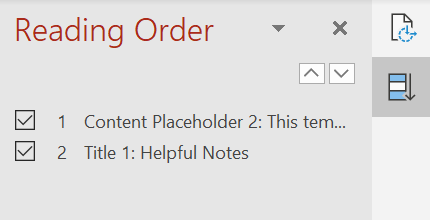 Reading Order
1 Content Placeholder 2: This tem...
2 Title 1: Helpful Notes